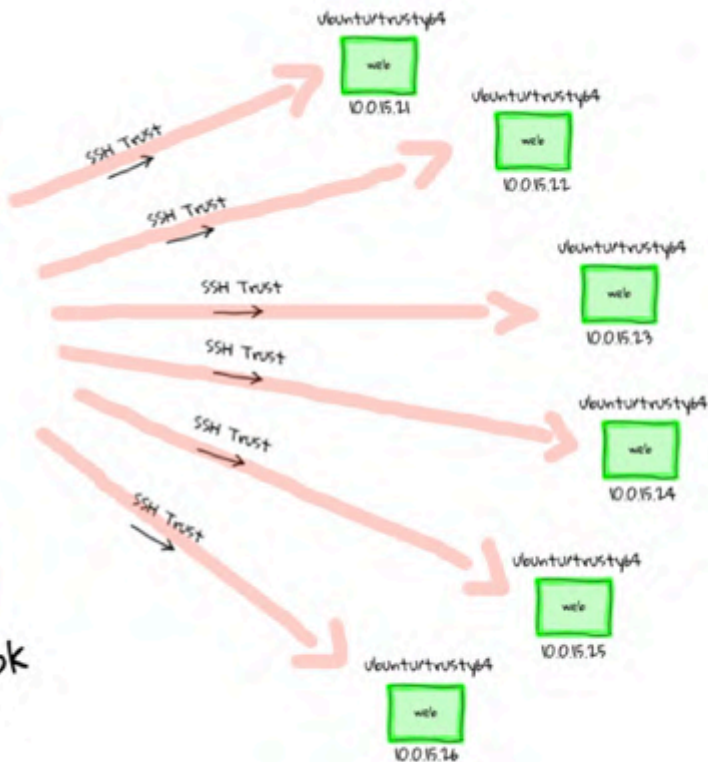 ubuntu/trusty64
web
10.0.15.21
ubuntu/trusty64
web
10.0.15.22
SSH Trust
SSH Trust
ubuntu/trusty64
web
10.0.15.23
SSH Trust
SSH Trust
ubuntu/trusty64
web
10.0.15.24
SSH Trust
SSH Trust
ubuntu/trusty64
web
10.0.15.25
ubuntu/trusty64
web
10.0.15.26